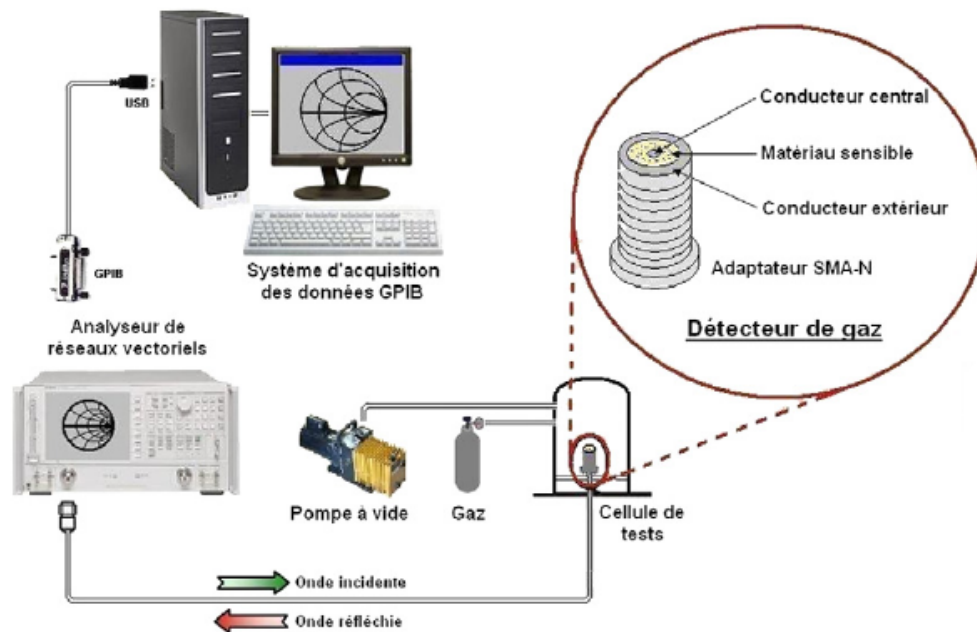 USB
Conducteur central
Matériau sensible
Conducteur extérieur
Adaptateur SMA-N
Détecteur de gaz
GPIB
Système d'acquisition
des données GPIB
Analyseur de
réseaux vectoriels
Pompe à vide
Gaz
Cellule de
tests
Onde incidente
Onde réfléchie